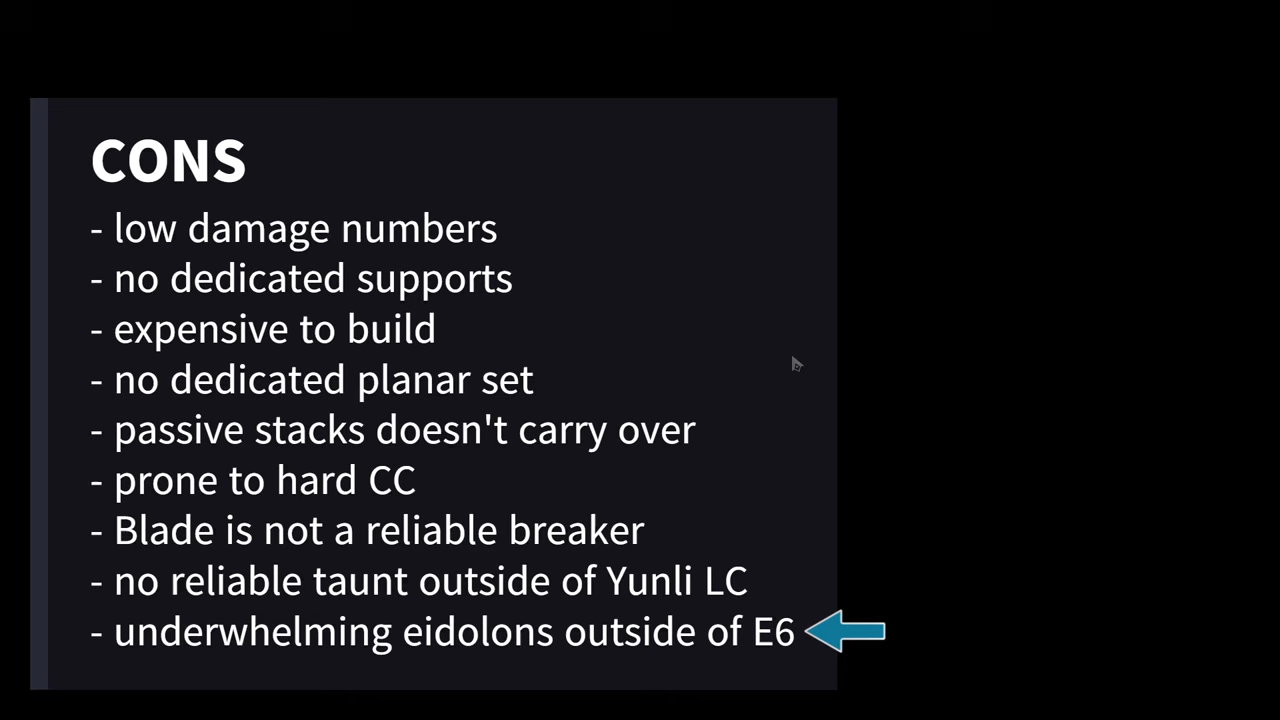 CONS
- low damage numbers
- no dedicated supports
- expensive to build
- no dedicated planar set
- passive stacks doesn't carry over
- prone to hard CC
- Blade is not a reliable breaker
- no reliable taunt outside of Yunli LC
- underwhelming eidolons outside of E6